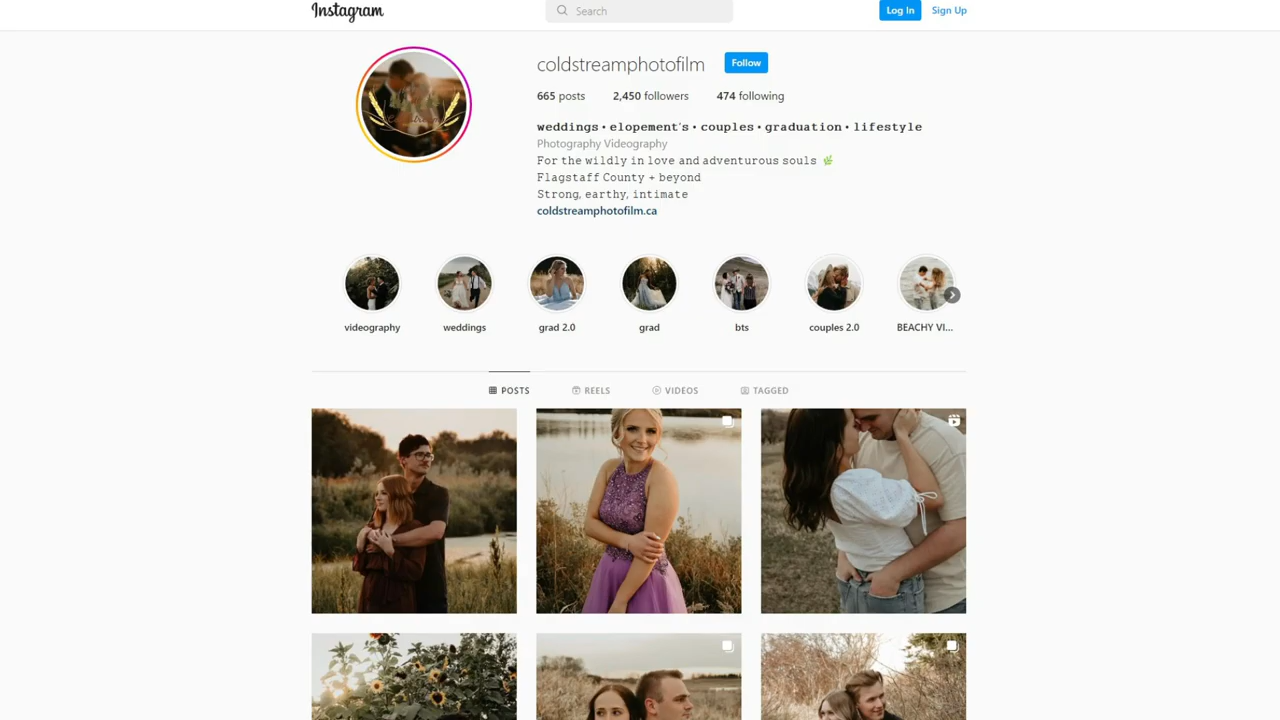 Instagram
Search
Log In
Sign Up
coldstreamphotofilm
Follow
665 posts 2,450 followers 474 following
weddings • elopement's • couples • graduation • lifestyle
Photography Videography
For the wildly in love and adventurous souls 🌿
Flagstaff County + beyond
Strong, earthy, intimate
coldstreamphotofilm.ca
videography weddings grad 2.0 grad bts couples 2.0 BEACHY VI...
POSTS REELS VIDEOS TAGGED